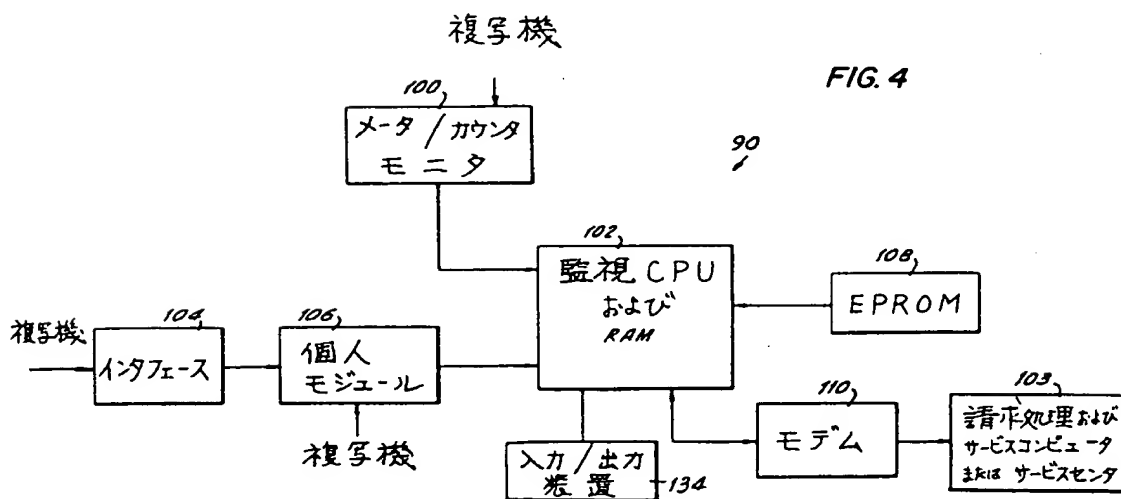 複写機
FIG. 4
100
メータ/カウンタ
モニタ
90
102
監視CPU
および
RAM
108
EPROM
複写機
104
インタフェース
106
個人
モジュール
複写機
入力/出力
装置
134
110
モデム
103
請求処理および
サービスコンピュータ
または サービスセンタ